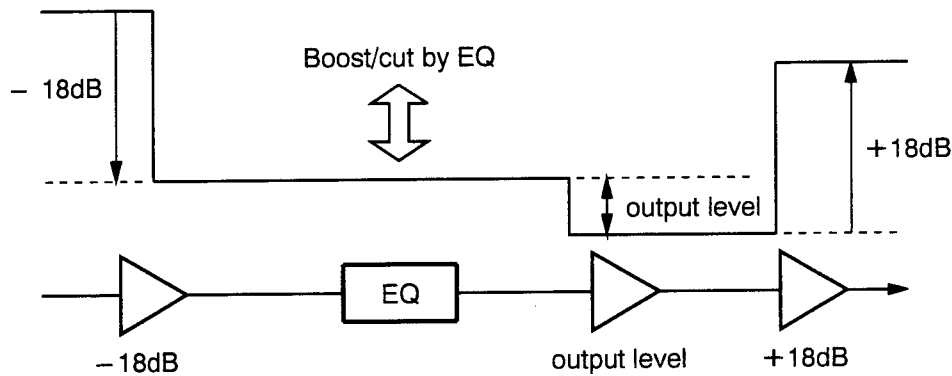 Boost/cut by EQ
− 18dB
+18dB
output level
EQ
−18dB
output level
+18dB